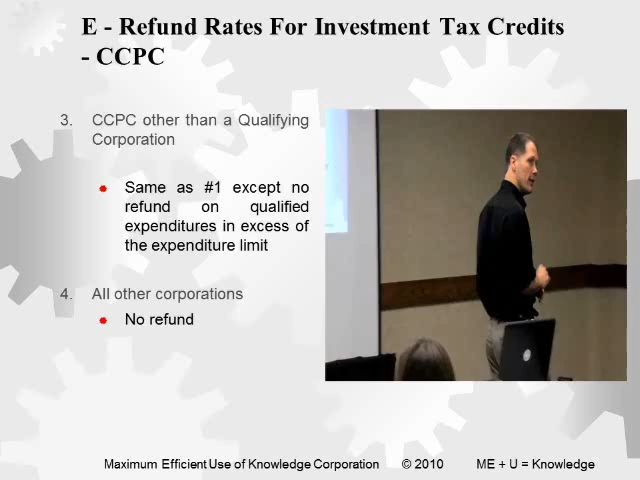 E - Refund Rates For Investment Tax Credits
- CCPC
3. CCPC other than a Qualifying
Corporation
Same as #1 except no
refund on qualified
expenditures in excess of
the expenditure limit
4. All other corporations
No refund
Maximum Efficient Use of Knowledge Corporation © 2010 ME + U = Knowledge